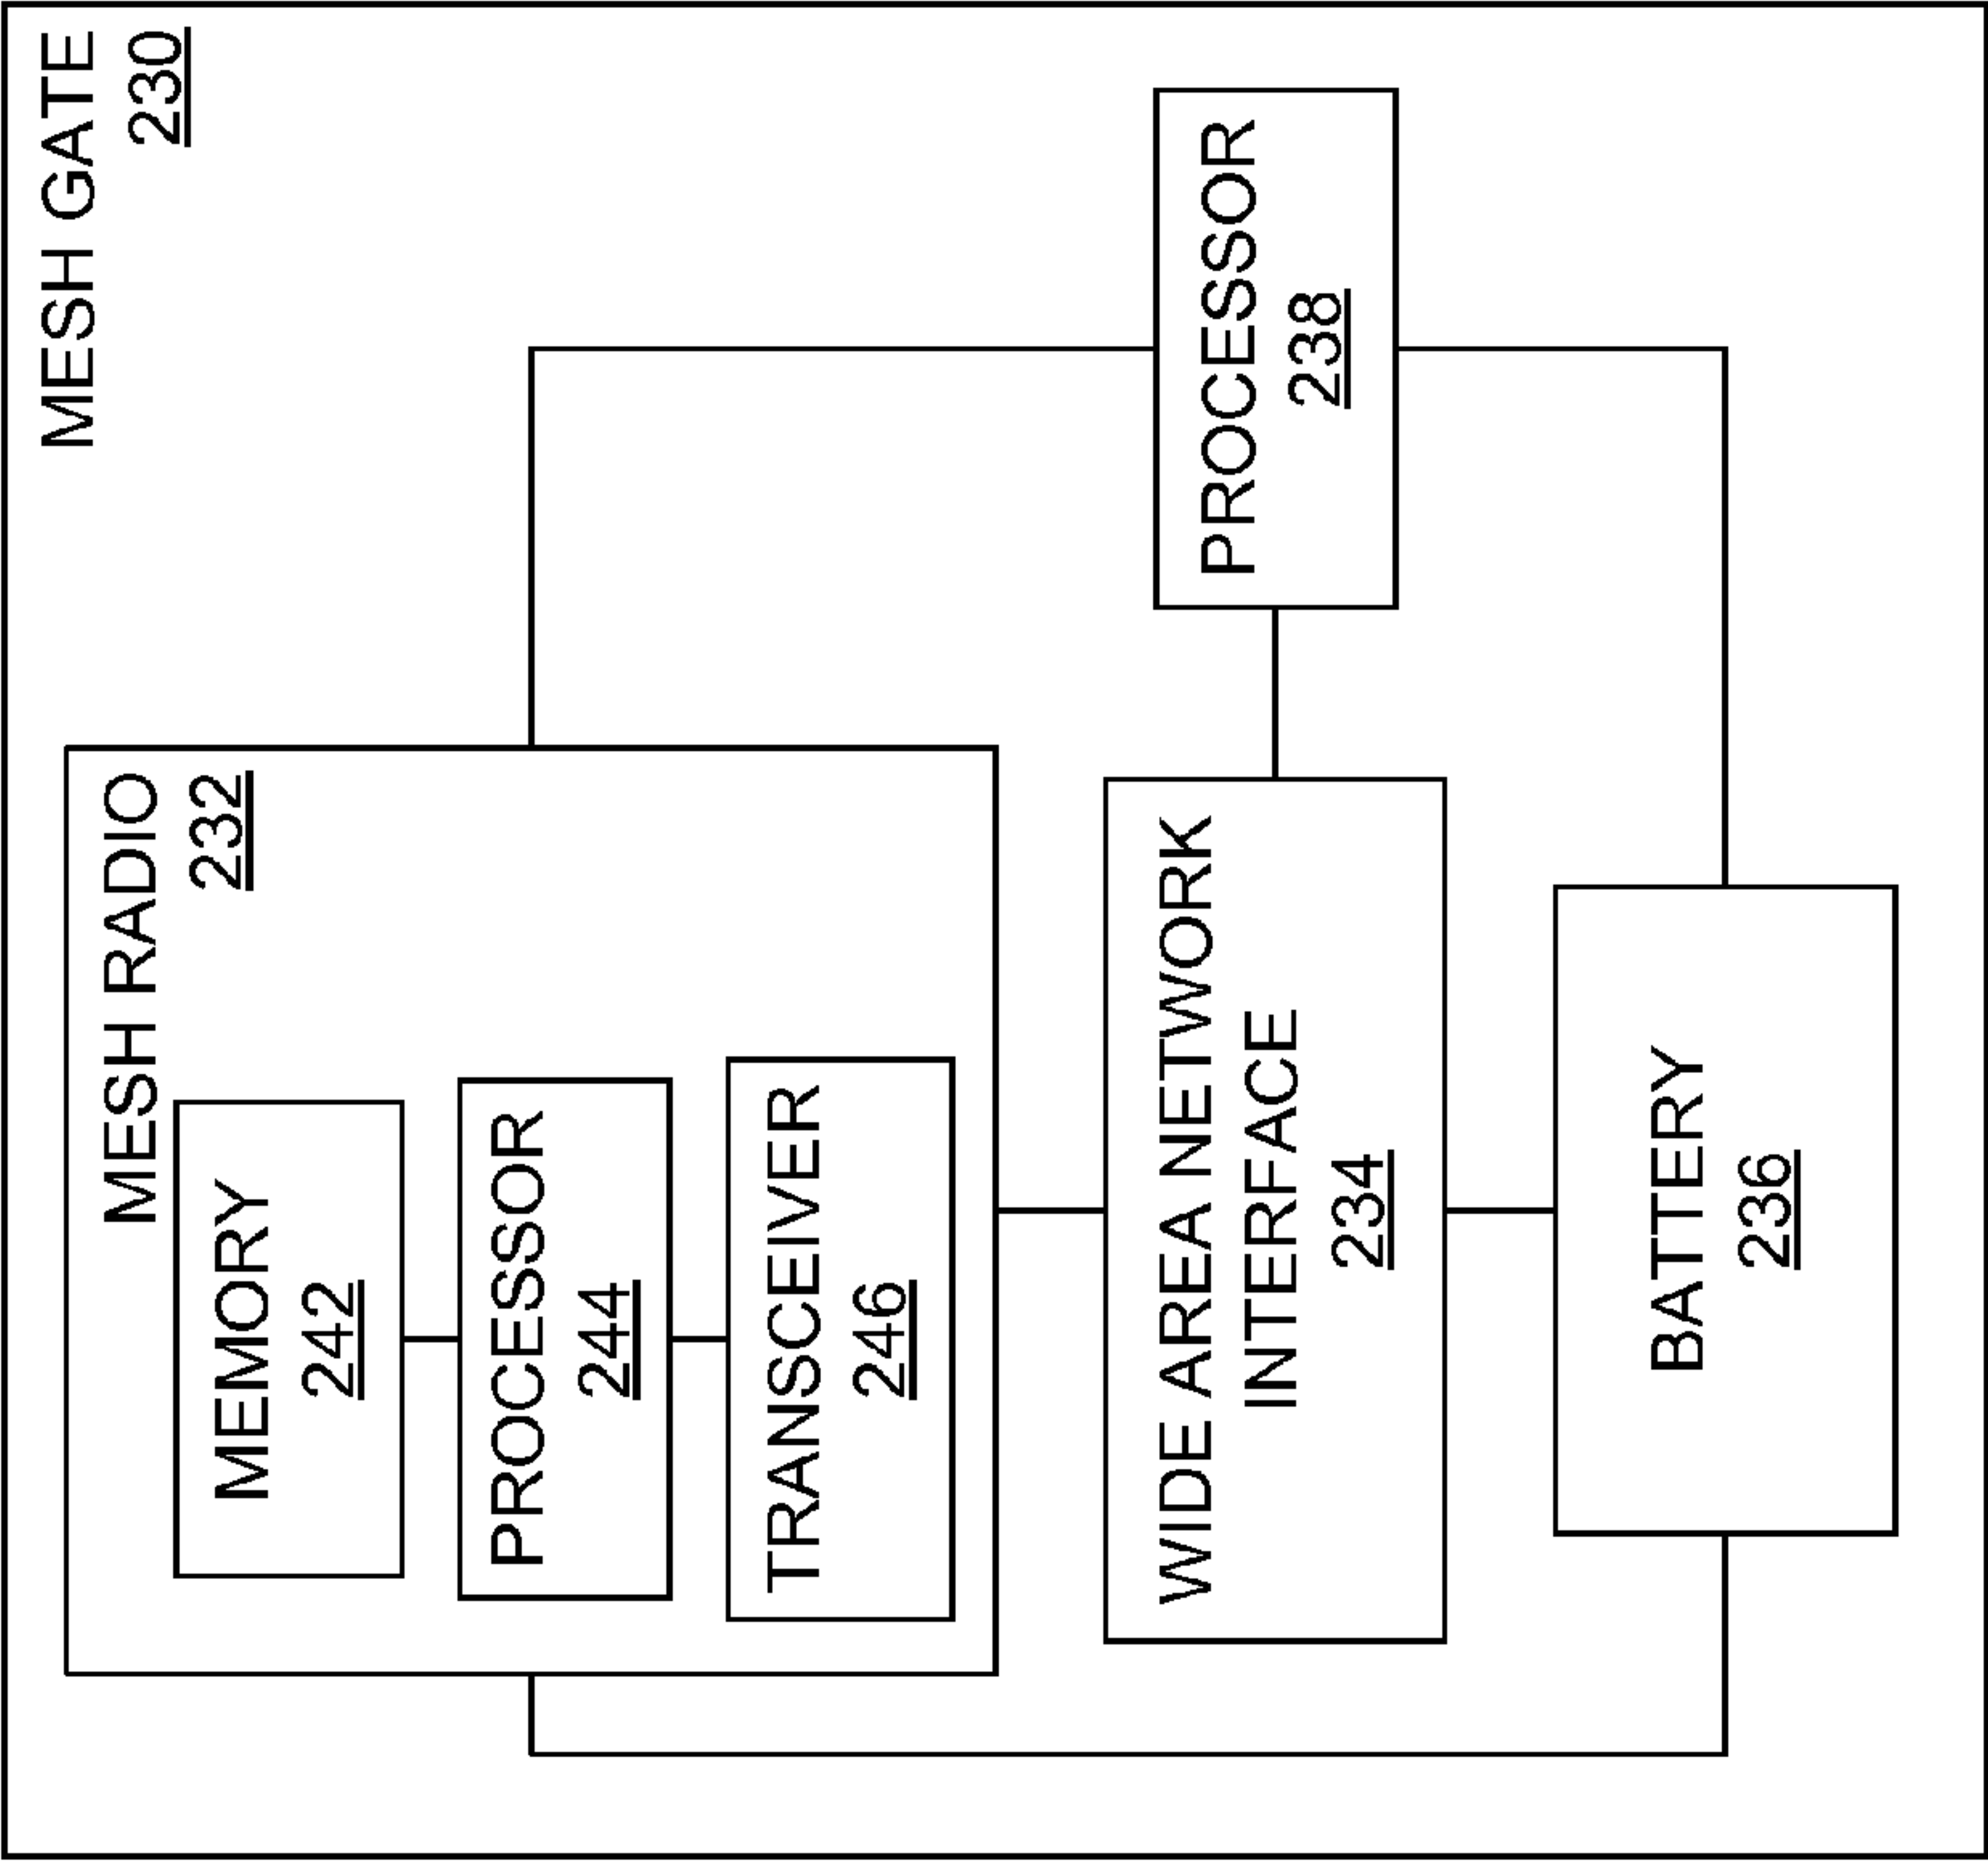 MESH GATE
230
MESH RADIO
232
MEMORY
242
PROCESSOR
244
TRANSCEIVER
246
WIDE AREA NETWORK
INTERFACE
234
PROCESSOR
238
BATTERY
236